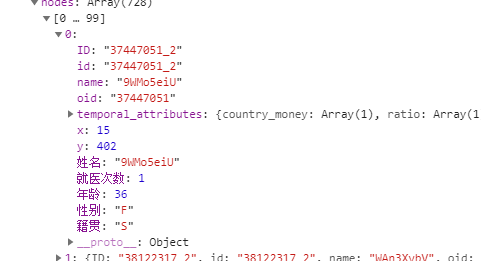 nodes: Array(728)
[0 … 99]
0:
ID: "37447051_2"
id: "37447051_2"
name: "9WMo5eiU"
oid: "37447051"
temporal_attributes: {country_money: Array(1), ratio: Array(1
x: 15
y: 402
姓名: "9WMo5eiU"
就医次数: 1
年龄: 36
性别: "F"
籍贯: "S"
__proto__: Object
1: {ID: "38122317_2", id: "38122317_2", name: "WAn3XyhV", oid: